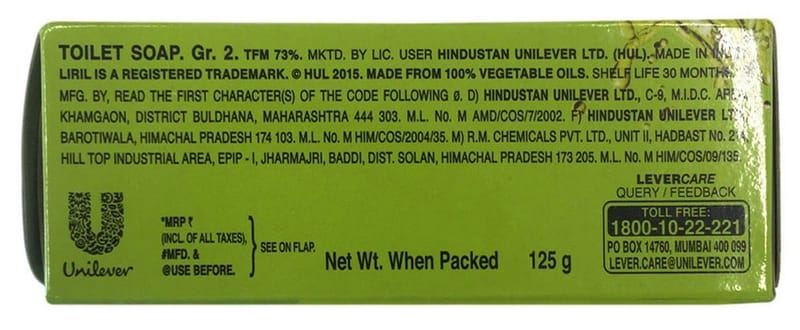 TOILET SOAP. Gr. 2. TFM 73%. MKTD. BY LIC. USER HINDUSTAN UNILEVER LTD. (HUL). MADE IN
LIRIL IS A REGISTERED TRADEMARK. © HUL 2015. MADE FROM 100% VEGETABLE OILS. SHELF LIFE 30 MONTHS.
MFG. BY, READ THE FIRST CHARACTER(S) OF THE CODE FOLLOWING Ø. D) HINDUSTAN UNILEVER LTD., C-9, M.I.D.C.
KHAMGAON, DISTRICT BULDHANA, MAHARASHTRA 444 303. M.L. No. M AMD/COS/7/2002. F) HINDUSTAN UNILEVER
BAROTIWALA, HIMACHAL PRADESH 174 103. M.L. No. M HIM/COS/2004/35. M) R.M. CHEMICALS PVT. LTD., UNIT II, HADBAST No.
HILL TOP INDUSTRIAL AREA, EPIP - I, JHARMAJRI, BADDI, DIST. SOLAN, HIMACHAL PRADESH 173 205. M.L. No. M HIM/COS/09/135.
LEVERCARE
QUERY / FEEDBACK
TOLL FREE:
1800-10-22-221
PO BOX 14760, MUMBAI 400 099
LEVER.CARE@UNILEVER.COM
Unilever
*MRP ₹
(INCL. OF ALL TAXES),
#MFD. &
@USE BEFORE.
SEE ON FLAP.
Net Wt. When Packed 125 g